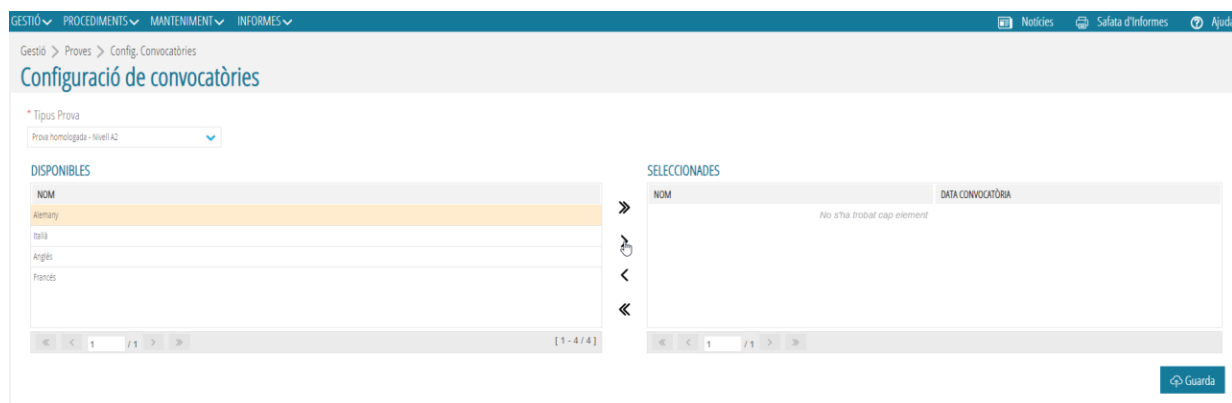 GESTIÓ PROCEDIMENTS MANTENIMENT INFORMES Notícies Safata d'Informes Ajuda
Gestió > Proves > Config. Convocatòries
Configuració de convocatòries
* Tipus Prova
Prova homologada - Nivell A2
DISPONIBLES SELECCIONADES
NOM NOM DATA CONVOCATÒRIA
Alemany No s'ha trobat cap element
Italià
Anglés
Francés
1 / 1 [ 1 - 4 / 4 ] 1 / 1
Guarda